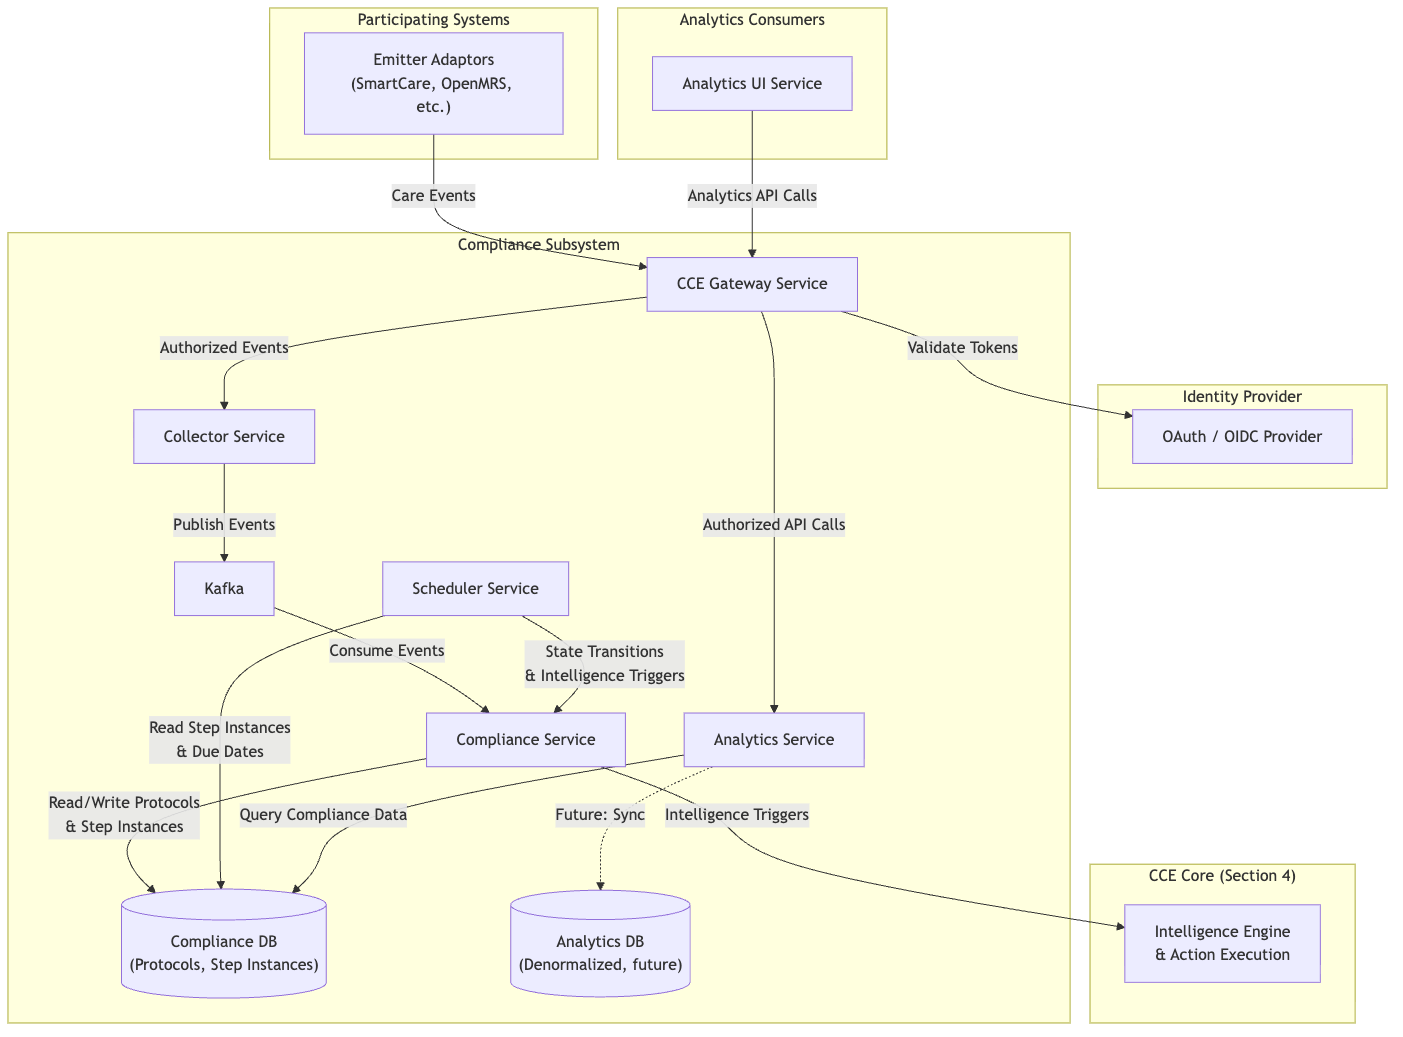 Participating Systems
Analytics Consumers
Emitter Adaptors
(SmartCare, OpenMRS,
etc.)
Analytics UI Service
Care Events
Analytics API Calls
Compliance Subsystem
CCE Gateway Service
Authorized Events
Validate Tokens
Identity Provider
Collector Service
OAuth / OIDC Provider
Publish Events
Authorized API Calls
Kafka
Scheduler Service
Consume Events
State Transitions
& Intelligence Triggers
Read Step Instances
& Due Dates
Compliance Service
Analytics Service
Read/Write Protocols
& Step Instances
Query Compliance Data
Future: Sync
Intelligence Triggers
CCE Core (Section 4)
Compliance DB
(Protocols, Step Instances)
Analytics DB
(Denormalized, future)
Intelligence Engine
& Action Execution